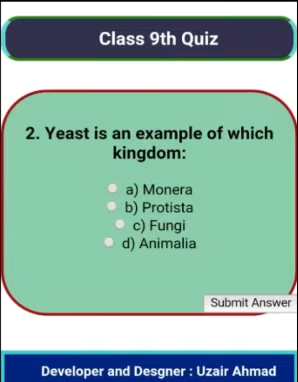 Class 9th Quiz
2. Yeast is an example of which
kingdom:
a) Monera
b) Protista
c) Fungi
d) Animalia
Submit Answer
Developer and Desgner : Uzair Ahmad